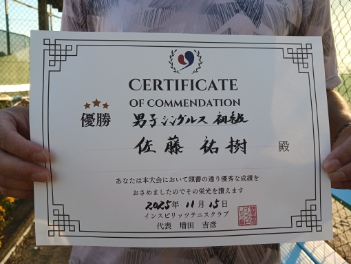 CERTIFICATE
OF COMMENDATION
優勝 男子シングルス 初級
佐藤 祐樹 殿
あなたは本大会において頭書の通り優秀な成績を
おさめましたのでその栄光を讃えます
2025年 11月 15日
インスピリッツテニスクラブ
代表 増田 吉彦